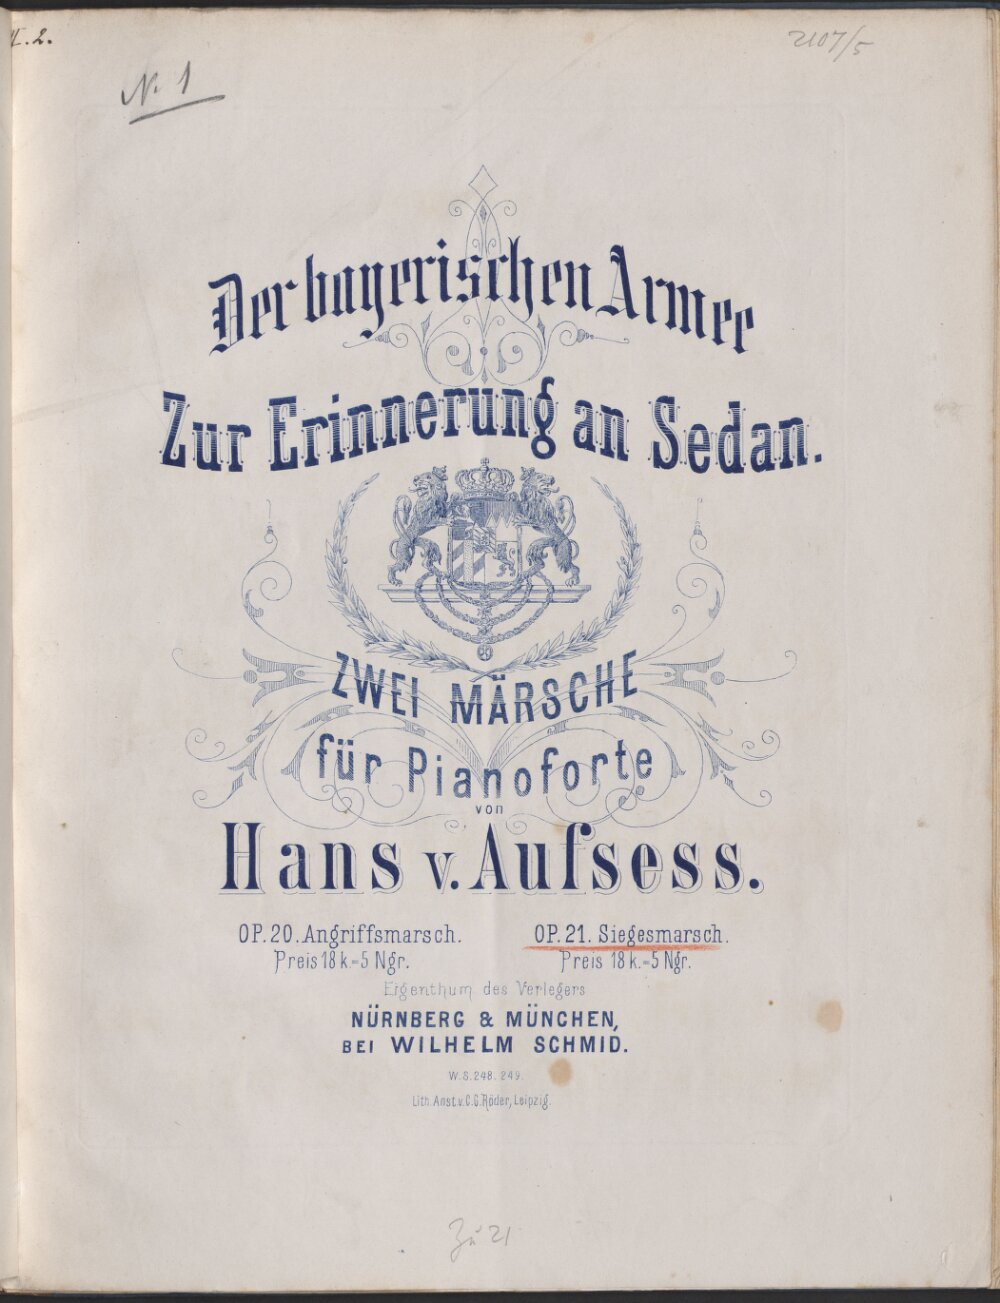 2.
2107/5
N. 1
Der bayerischen Armee
Zur Erinnerung an Sedan.
ZWEI MÄRSCHE
für Pianoforte
von
Hans v. Aufsess.
OP. 20. Angriffsmarsch.
Preis 18 k.=5 Ngr.
OP. 21. Siegesmarsch.
Preis 18 k.=5 Ngr.
Eigenthum des Verlegers
NÜRNBERG & MÜNCHEN,
BEI WILHELM SCHMID.
W.S. 248. 249.
Lith. Anst. v. C.G. Röder, Leipzig.
Zu 21